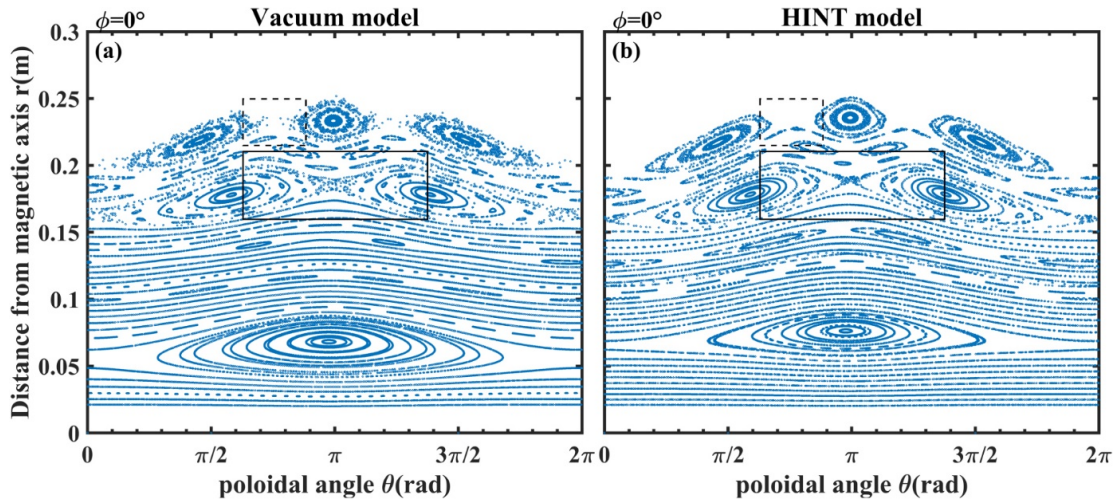 ϕ=0° Vacuum model
(a)
0.3
0.25
0.2
0.15
0.1
0.05
0
Distance from magnetic axis r(m)
0 π/2 π 3π/2 2π
poloidal angle θ(rad)
ϕ=0° HINT model
(b)
0 π/2 π 3π/2 2π
poloidal angle θ(rad)